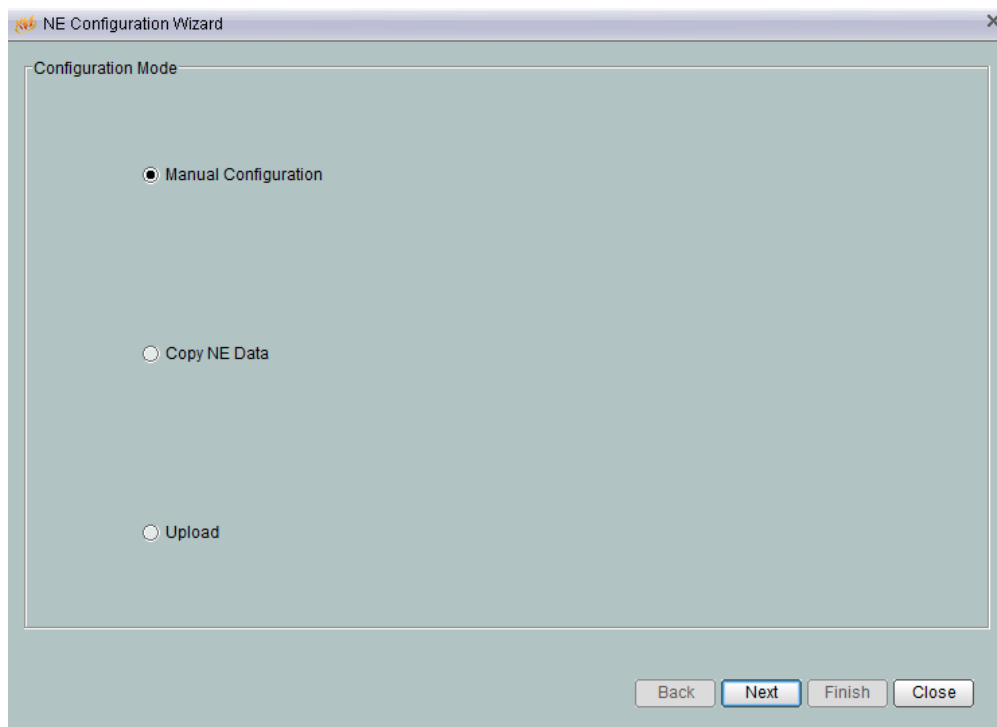 NE Configuration Wizard
Configuration Mode
Manual Configuration
Copy NE Data
Upload
Back Next Finish Close